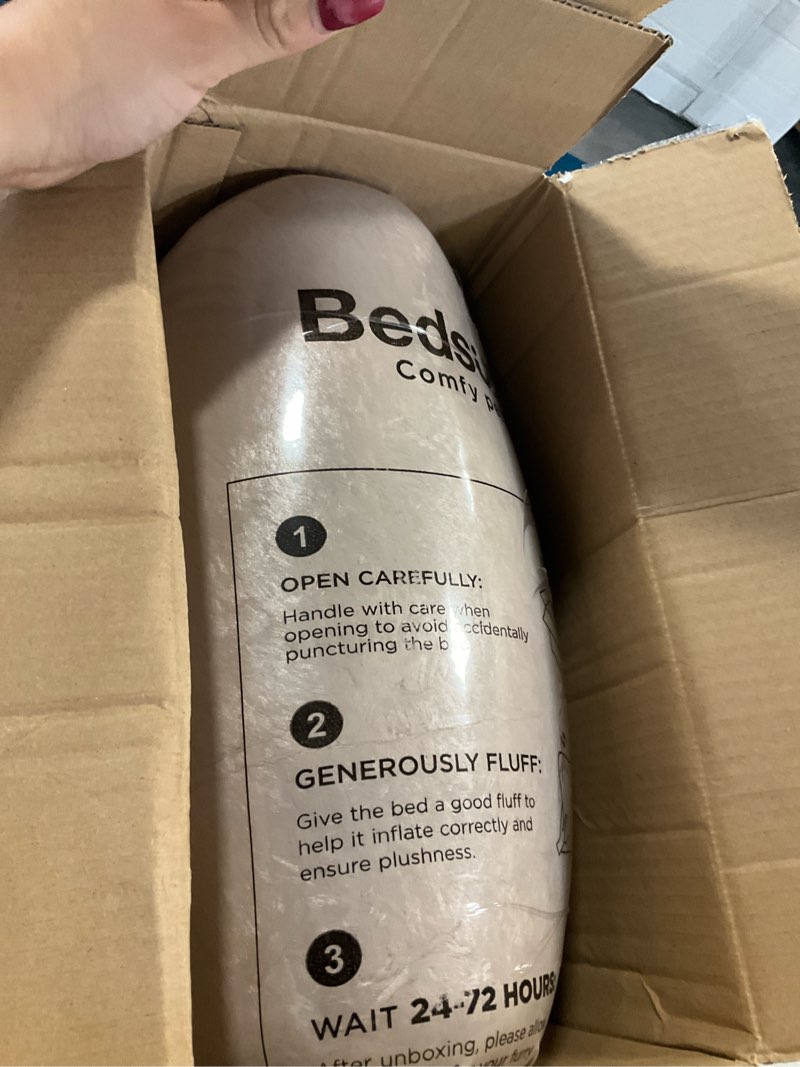 Beds
Comfy
1
OPEN CAREFULLY:
Handle with care when
opening to avoid accidentally
puncturing the
2
GENEROUSLY FLUFF:
Give the bed a good fluff to
help it inflate correctly and
ensure plushness.
3
WAIT 24-72 HOURS
After unboxing, please
your furry